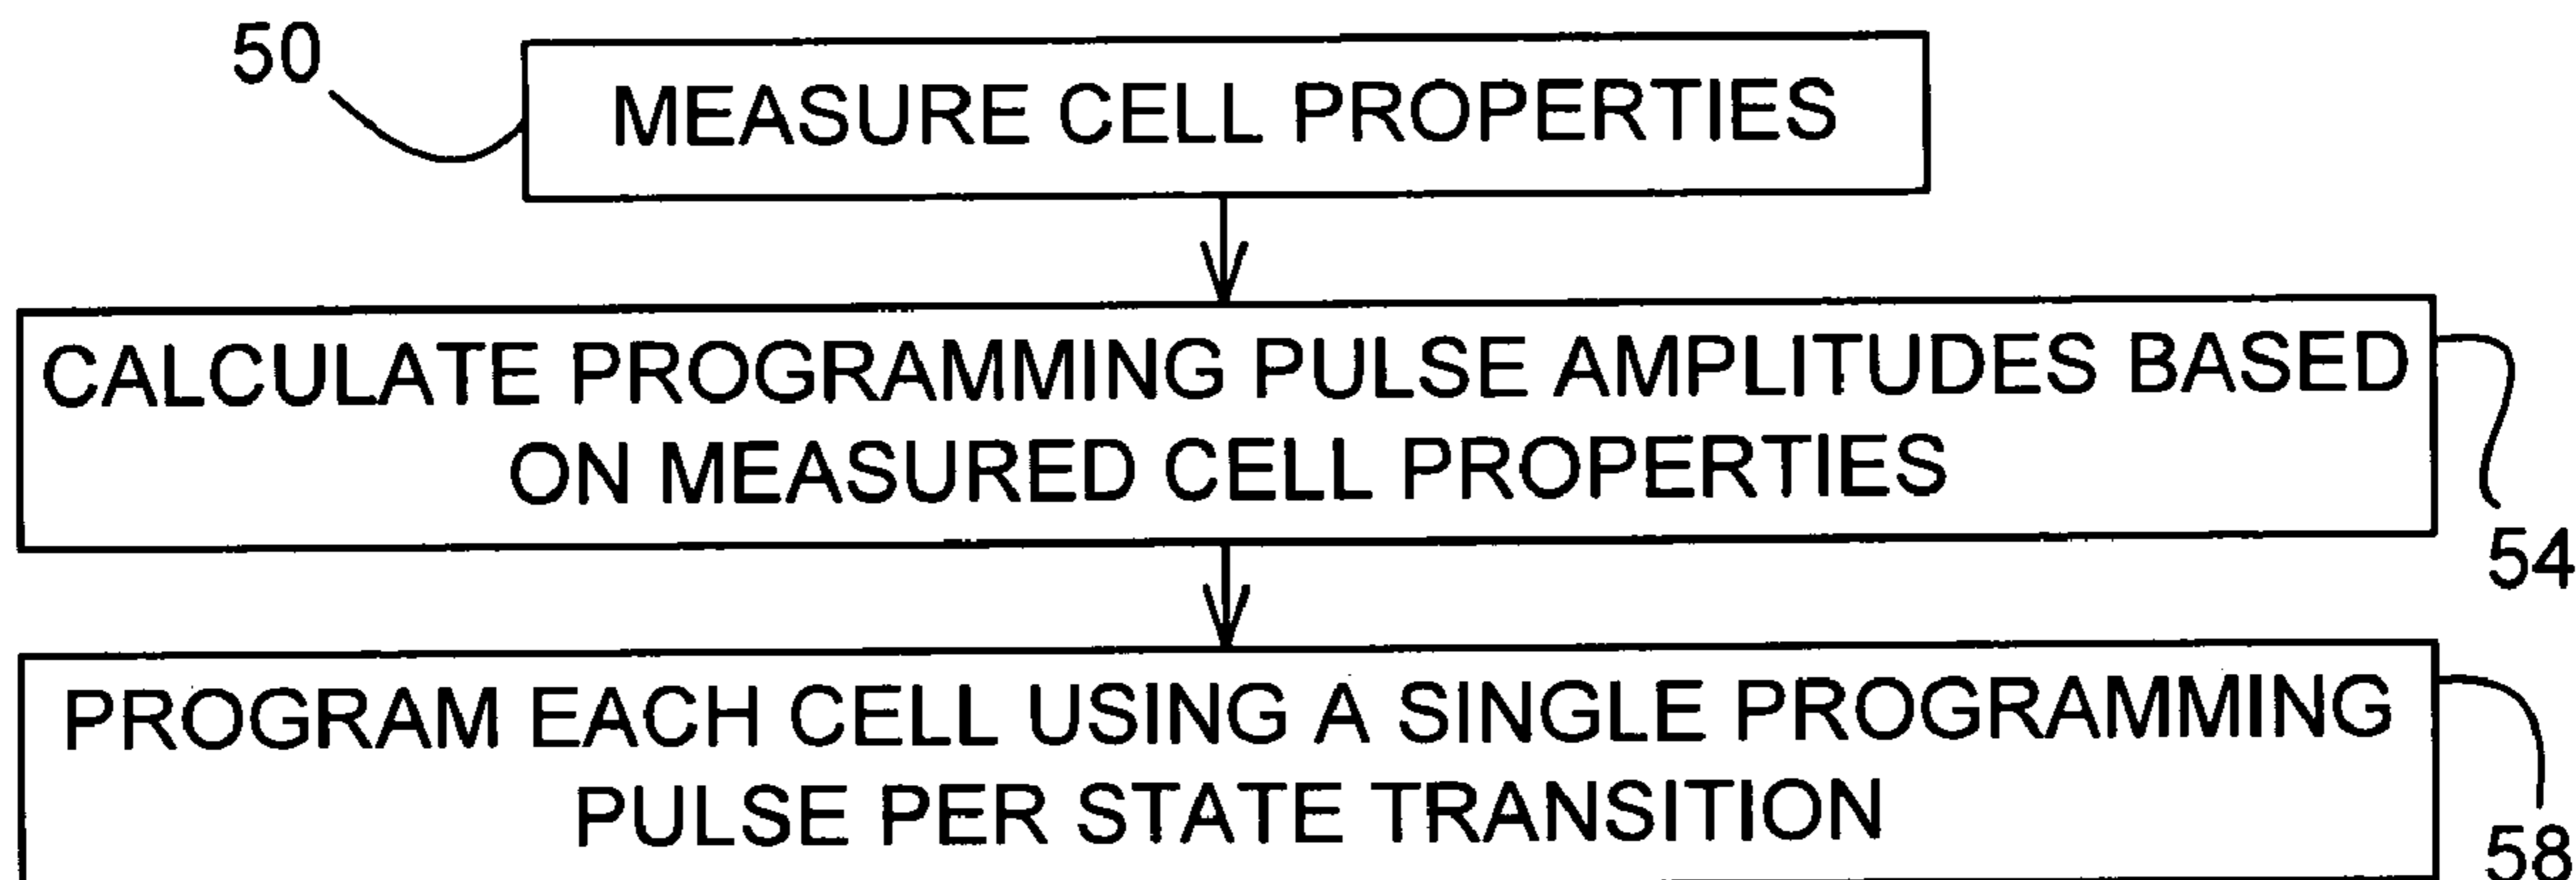 50
MEASURE CELL PROPERTIES
CALCULATE PROGRAMMING PULSE AMPLITUDES BASED
ON MEASURED CELL PROPERTIES
54
PROGRAM EACH CELL USING A SINGLE PROGRAMMING
PULSE PER STATE TRANSITION
58